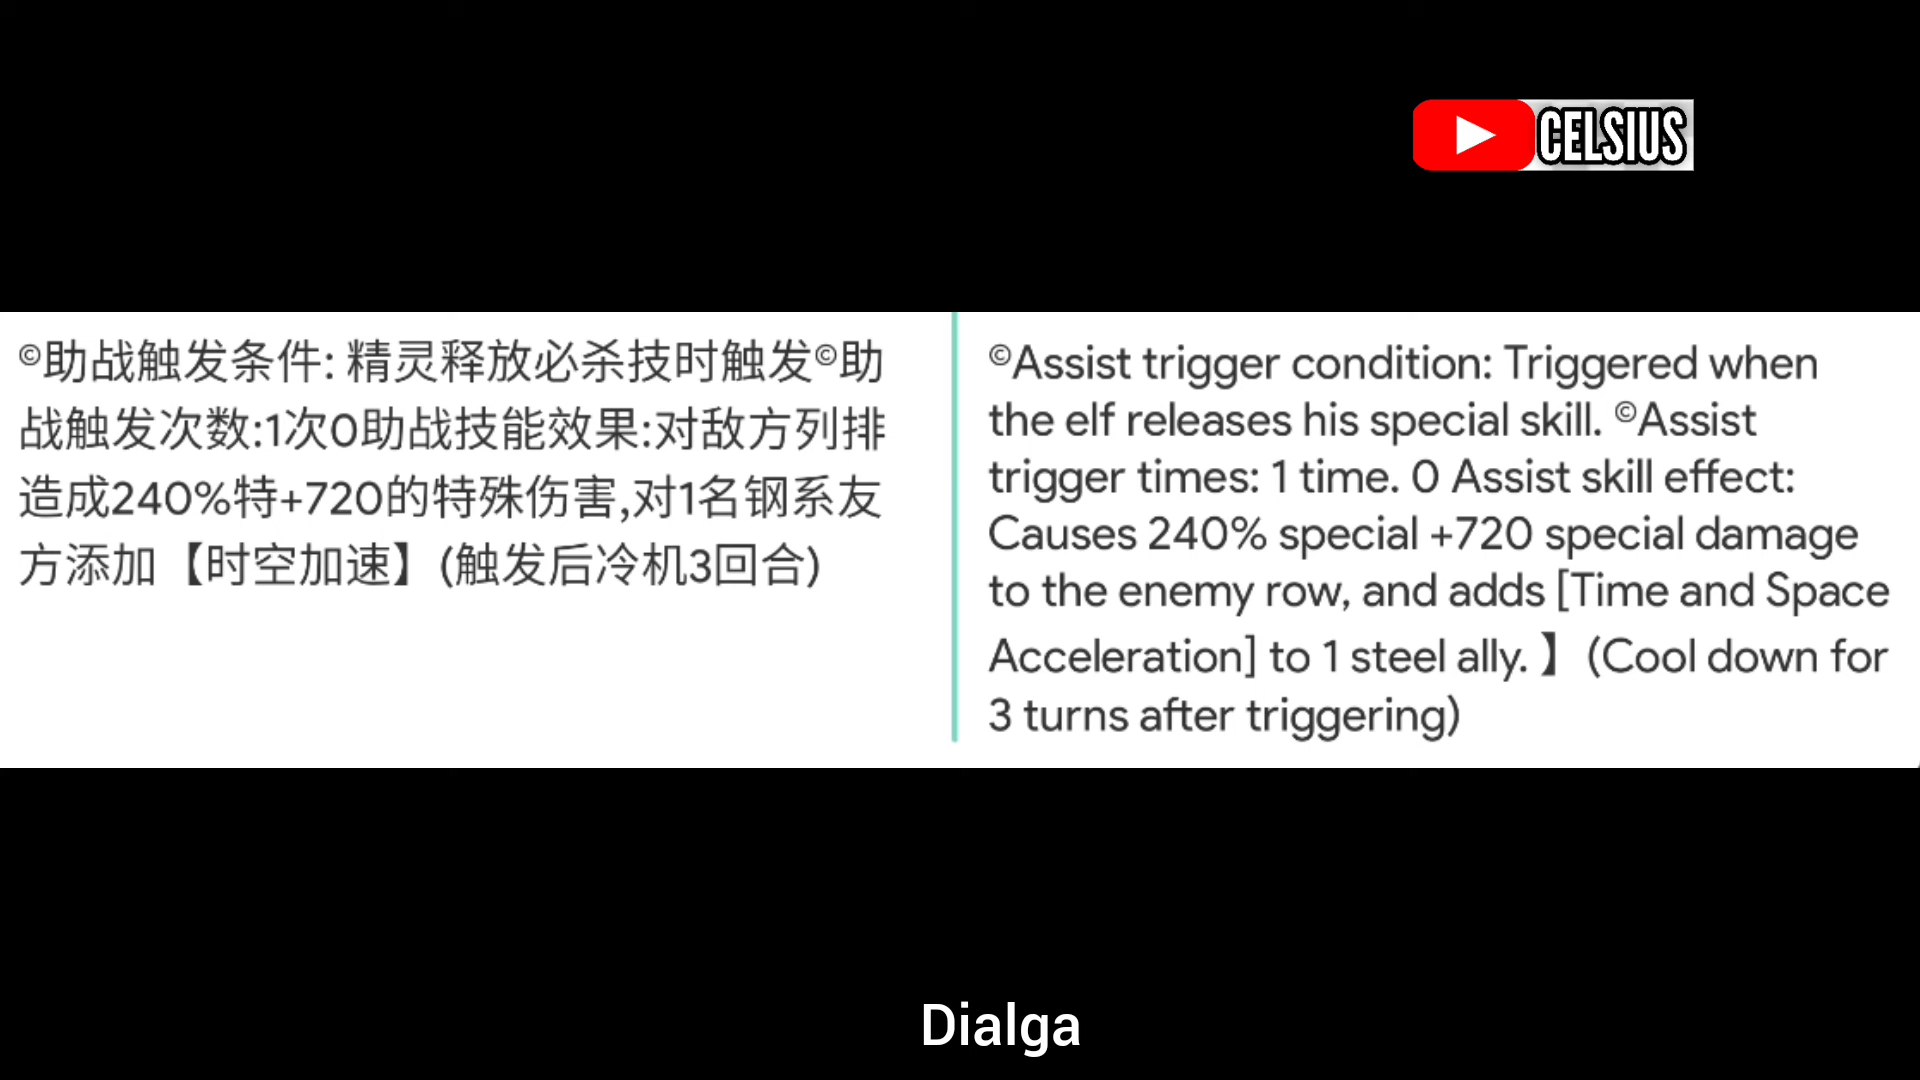 CELSIUS
©助战触发条件: 精灵释放必杀技时触发©助
战触发次数:1次0助战技能效果:对敌方列排
造成240%特+720的特殊伤害,对1名钢系友
方添加【时空加速】(触发后冷机3回合)
©Assist trigger condition: Triggered when
the elf releases his special skill. ©Assist
trigger times: 1 time. 0 Assist skill effect:
Causes 240% special +720 special damage
to the enemy row, and adds [Time and Space
Acceleration] to 1 steel ally. 】 (Cool down for
3 turns after triggering)
Dialga